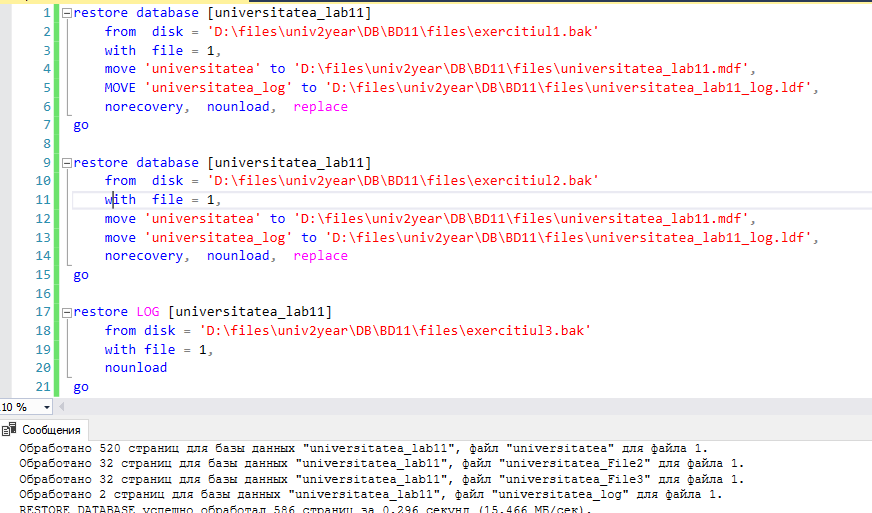 1 restore database [universitatea_lab11]
2 from disk = 'D:\files\univ2year\DB\BD11\files\exercitiul1.bak'
3 with file = 1,
4 move 'universitatea' to 'D:\files\univ2year\DB\BD11\files\universitatea_lab11.mdf',
5 MOVE 'universitatea_log' to 'D:\files\univ2year\DB\BD11\files\universitatea_lab11_log.ldf',
6 norecovery, nounload, replace
7 go
8
9 restore database [universitatea_lab11]
10 from disk = 'D:\files\univ2year\DB\BD11\files\exercitiul2.bak'
11 with file = 1,
12 move 'universitatea' to 'D:\files\univ2year\DB\BD11\files\universitatea_lab11.mdf',
13 move 'universitatea_log' to 'D:\files\univ2year\DB\BD11\files\universitatea_lab11_log.ldf',
14 norecovery, nounload, replace
15 go
16
17 restore LOG [universitatea_lab11]
18 from disk = 'D:\files\univ2year\DB\BD11\files\exercitiul3.bak'
19 with file = 1,
20 nounload
21 go
10 %
Сообщения
Обработано 520 страниц для базы данных "universitatea_lab11", файл "universitatea" для файла 1.
Обработано 32 страниц для базы данных "universitatea_lab11", файл "universitatea_File2" для файла 1.
Обработано 32 страниц для базы данных "universitatea_lab11", файл "universitatea_File3" для файла 1.
Обработано 2 страниц для базы данных "universitatea_lab11", файл "universitatea_log" для файла 1.
RESTORE DATABASE успешно обработал 586 страниц за 0.296 секунд (15.466 МБ/сек).